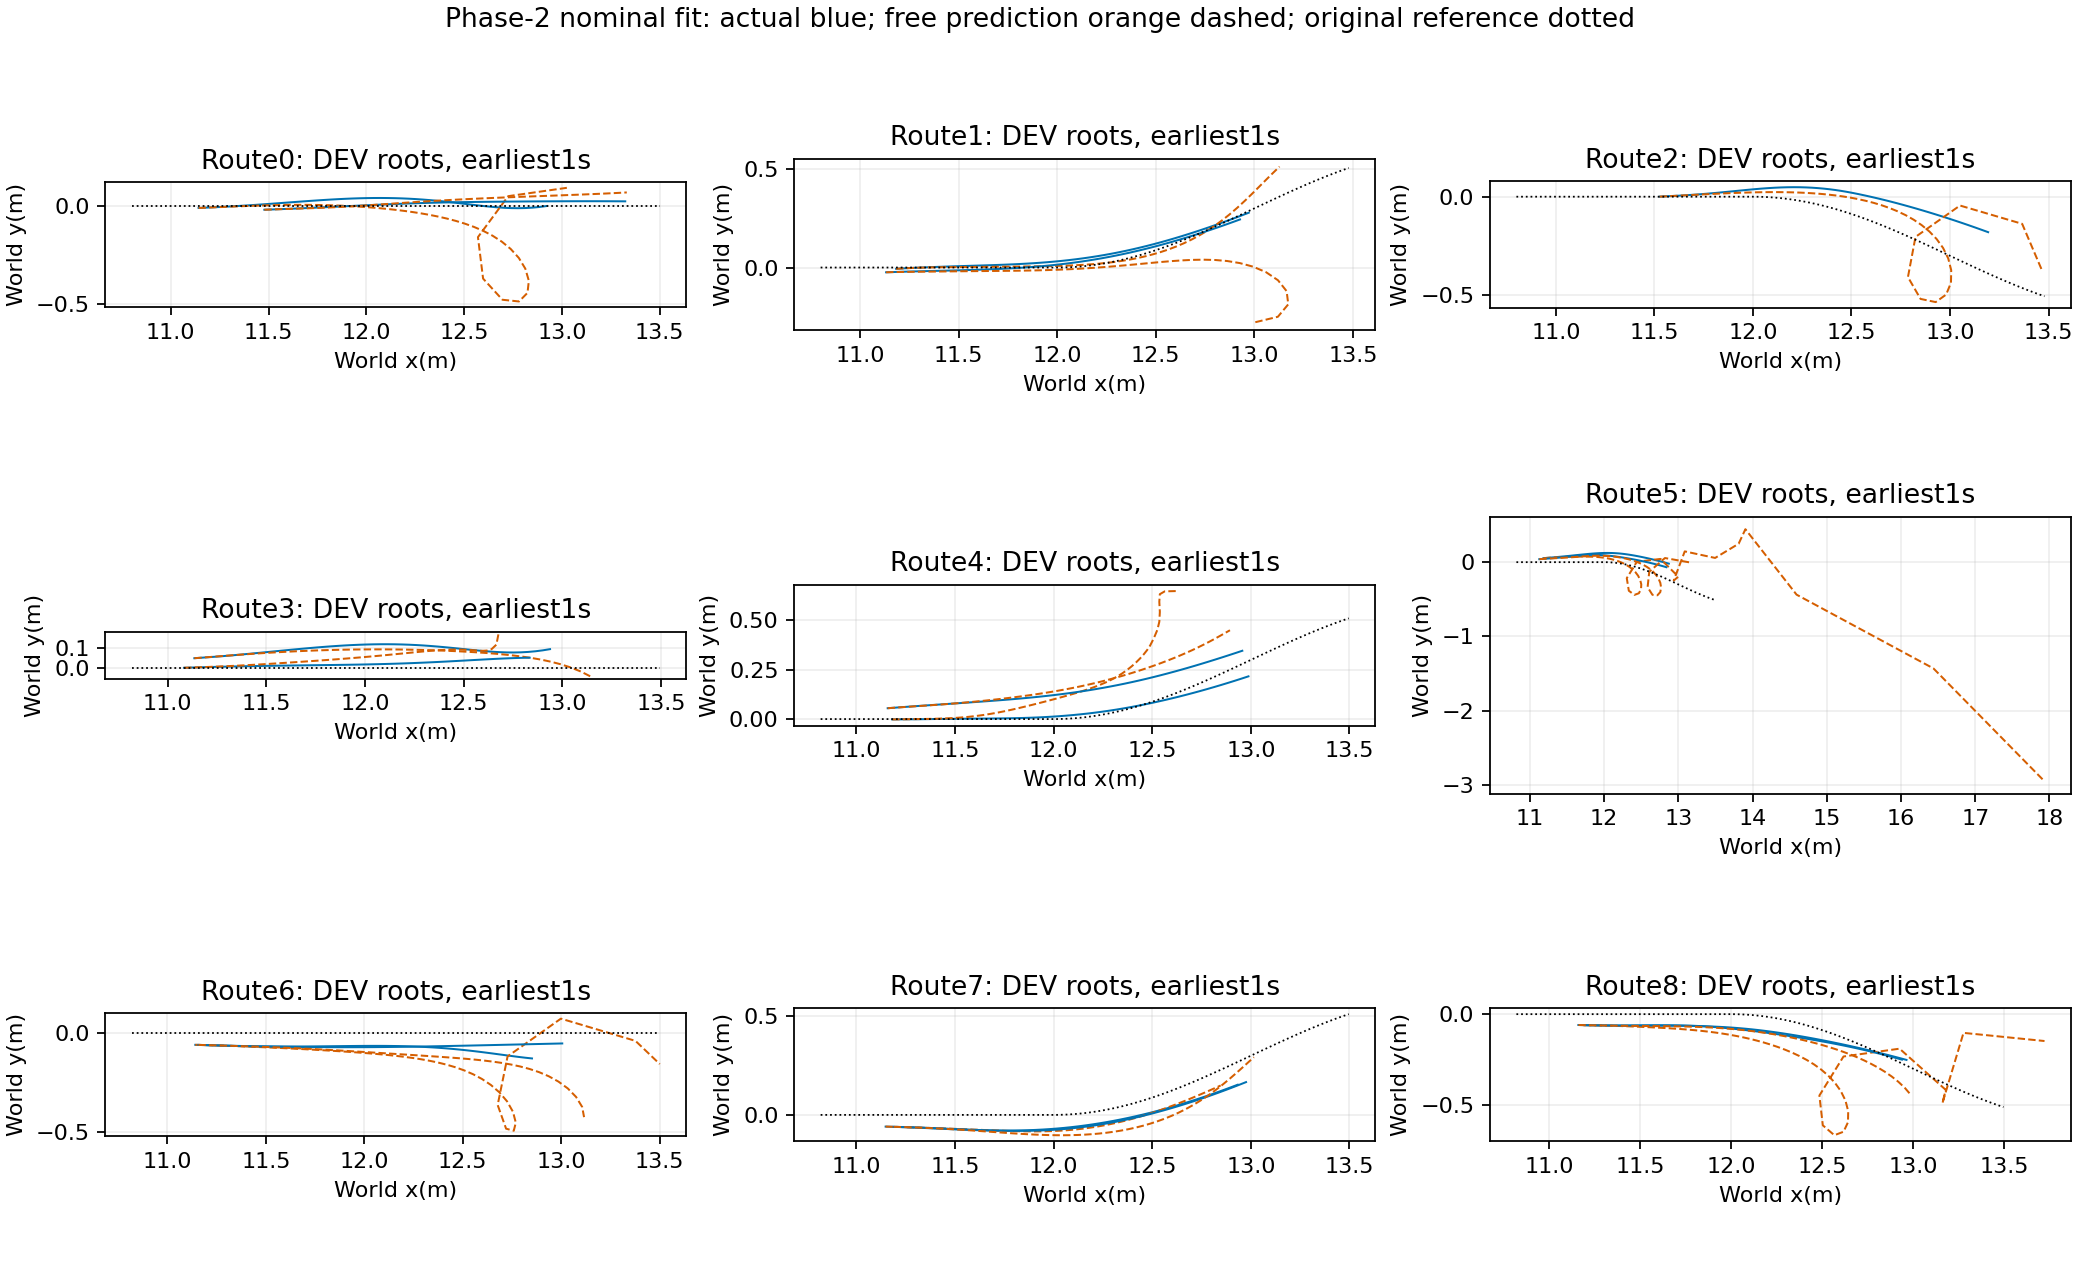 Phase-2 nominal fit: actual blue; free prediction orange dashed; original reference dotted
Route0: DEV roots, earliest1s
World y(m)
0.0
−0.5
11.0 11.5 12.0 12.5 13.0 13.5
World x(m)
Route1: DEV roots, earliest1s
World y(m)
0.5
0.0
11.0 11.5 12.0 12.5 13.0 13.5
World x(m)
Route2: DEV roots, earliest1s
World y(m)
0.0
−0.5
11.0 11.5 12.0 12.5 13.0 13.5
World x(m)
Route3: DEV roots, earliest1s
World y(m)
0.1
0.0
11.0 11.5 12.0 12.5 13.0 13.5
World x(m)
Route4: DEV roots, earliest1s
World y(m)
0.50
0.25
0.00
11.0 11.5 12.0 12.5 13.0 13.5
World x(m)
Route5: DEV roots, earliest1s
World y(m)
0
−1
−2
−3
11 12 13 14 15 16 17 18
World x(m)
Route6: DEV roots, earliest1s
World y(m)
0.0
−0.5
11.0 11.5 12.0 12.5 13.0 13.5
World x(m)
Route7: DEV roots, earliest1s
World y(m)
0.5
0.0
11.0 11.5 12.0 12.5 13.0 13.5
World x(m)
Route8: DEV roots, earliest1s
World y(m)
0.0
−0.5
11.0 11.5 12.0 12.5 13.0 13.5
World x(m)